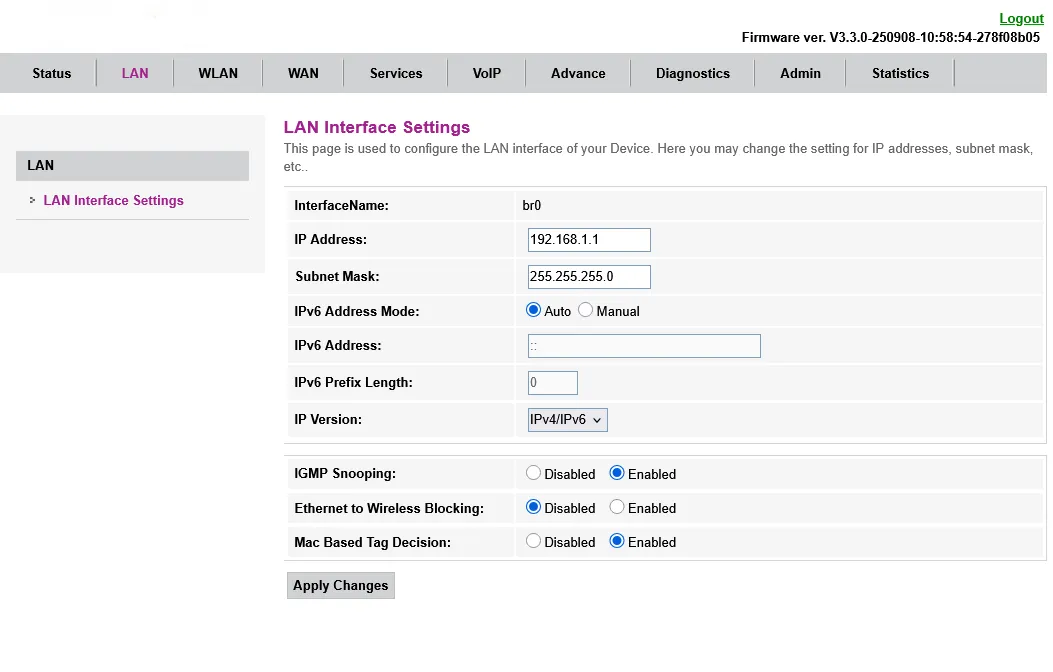 Logout
Firmware ver. V3.3.0-250908-10:58:54-278f08b05
Status LAN WLAN WAN Services VoIP Advance Diagnostics Admin Statistics
LAN
LAN Interface Settings
LAN Interface Settings
This page is used to configure the LAN interface of your Device. Here you may change the setting for IP addresses, subnet mask,
etc..
InterfaceName: br0
IP Address: 192.168.1.1
Subnet Mask: 255.255.255.0
IPv6 Address Mode: Auto Manual
IPv6 Address: ::
IPv6 Prefix Length: 0
IP Version: IPv4/IPv6
IGMP Snooping: Disabled Enabled
Ethernet to Wireless Blocking: Disabled Enabled
Mac Based Tag Decision: Disabled Enabled
Apply Changes